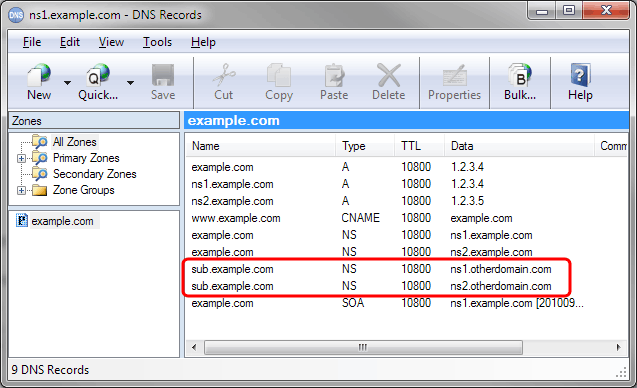 DNS ns1.example.com - DNS Records
File Edit View Tools Help
New Quick... Save Cut Copy Paste Delete Properties Bulk... Help
Zones
example.com
All Zones
Primary Zones
Secondary Zones
Zone Groups
example.com
Name Type TTL Data Comm
example.com A 10800 1.2.3.4
ns1.example.com A 10800 1.2.3.4
ns2.example.com A 10800 1.2.3.5
www.example.com CNAME 10800 example.com
example.com NS 10800 ns1.example.com
example.com NS 10800 ns2.example.com
sub.example.com NS 10800 ns1.otherdomain.com
sub.example.com NS 10800 ns2.otherdomain.com
example.com SOA 10800 ns1.example.com [201009...
9 DNS Records